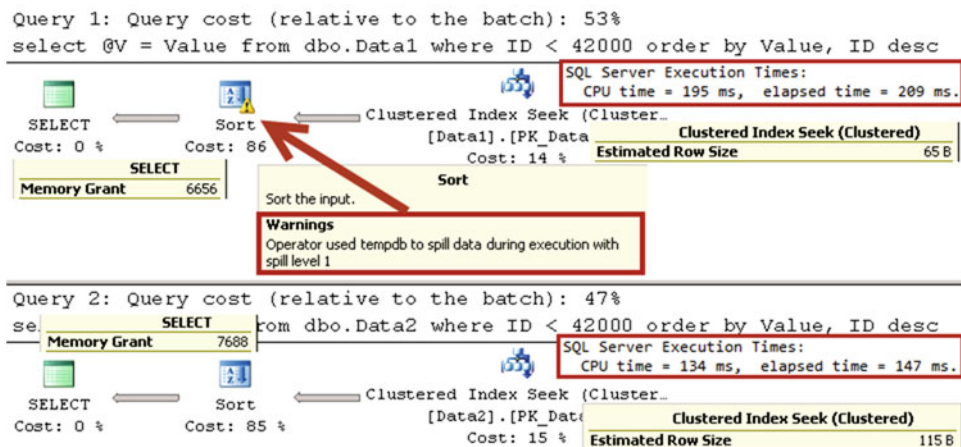 Query 1: Query cost (relative to the batch): 53%
select @V = Value from dbo.Data1 where ID < 42000 order by Value, ID desc
SQL Server Execution Times:
CPU time = 195 ms, elapsed time = 209 ms.
SELECT
Cost: 0 %
Sort
Cost: 86
Clustered Index Seek (Cluster…
[Data1].[PK_Data
Cost: 14 %
Clustered Index Seek (Clustered)
Estimated Row Size 65 B
SELECT
Memory Grant 6656
Sort
Sort the input.
Warnings
Operator used tempdb to spill data during execution with
spill level 1
Query 2: Query cost (relative to the batch): 47%
se
rom dbo.Data2 where ID < 42000 order by Value, ID desc
SELECT
Memory Grant 7688
SQL Server Execution Times:
CPU time = 134 ms, elapsed time = 147 ms.
SELECT
Cost: 0 %
Sort
Cost: 85 %
Clustered Index Seek (Cluster…
[Data2].[PK_Data
Cost: 15 %
Clustered Index Seek (Clustered)
Estimated Row Size 115 B